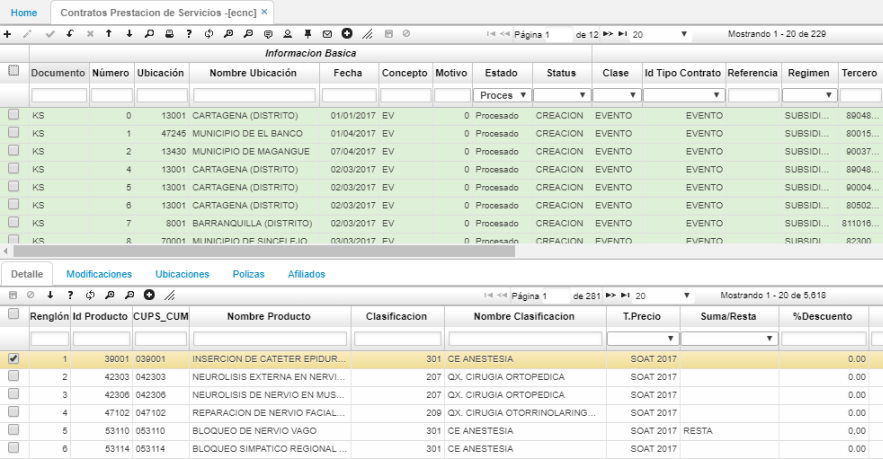 Home Contratos Prestacion de Servicios -[ecnc] ×
Página 1 de 12 20 Mostrando 1 - 20 de 229
Informacion Basica
Documento Número Ubicación Nombre Ubicación Fecha Concepto Motivo Estado Status Clase Id Tipo Contrato Referencia Regimen Tercero
Proces
KS 0 13001 CARTAGENA (DISTRITO) 01/01/2017 EV 0 Procesado CREACION EVENTO EVENTO SUBSIDI... 89048...
KS 1 47245 MUNICIPIO DE EL BANCO 01/04/2017 EV 0 Procesado CREACION EVENTO EVENTO SUBSIDI... 80015...
KS 2 13430 MUNICIPIO DE MAGANGUE 07/04/2017 EV 0 Procesado CREACION EVENTO EVENTO SUBSIDI... 90037...
KS 4 13001 CARTAGENA (DISTRITO) 02/03/2017 EV 0 Procesado CREACION EVENTO EVENTO SUBSIDI... 89048...
KS 5 13001 CARTAGENA (DISTRITO) 02/03/2017 EV 0 Procesado CREACION EVENTO EVENTO SUBSIDI... 90004...
KS 6 13001 CARTAGENA (DISTRITO) 02/03/2017 EV 0 Procesado CREACION EVENTO EVENTO SUBSIDI... 80502...
KS 7 8001 BARRANQUILLA (DISTRITO) 02/03/2017 EV 0 Procesado CREACION EVENTO EVENTO SUBSIDI... 811016...
KS 8 70001 MUNICIPIO DE SINCELEJO 03/03/2017 EV 0 Procesado CREACION EVENTO EVENTO SUBSIDI... 82300...
Detalle Modificaciones Ubicaciones Polizas Afiliados
Página 1 de 281 20 Mostrando 1 - 20 de 5,618
Renglón Id Producto CUPS_CUM Nombre Producto Clasificacion Nombre Clasificacion T.Precio Suma/Resta %Descuento
1 39001 039001 INSERCION DE CATETER EPIDUR... 301 CE ANESTESIA SOAT 2017 0.00
2 42303 042303 NEUROLISIS EXTERNA EN NERVI... 207 QX. CIRUGIA ORTOPEDICA SOAT 2017 0.00
3 42306 042306 NEUROLISIS DE NERVIO EN MUS... 207 QX. CIRUGIA ORTOPEDICA SOAT 2017 0.00
4 47102 047102 REPARACION DE NERVIO FACIAL... 209 QX. CIRUGIA OTORRINOLARING... SOAT 2017 0.00
5 53110 053110 BLOQUEO DE NERVIO VAGO 301 CE ANESTESIA SOAT 2017 RESTA 0,00
6 53114 053114 BLOQUEO SIMPATICO REGIONAL ... 301 CE ANESTESIA SOAT 2017 0.00